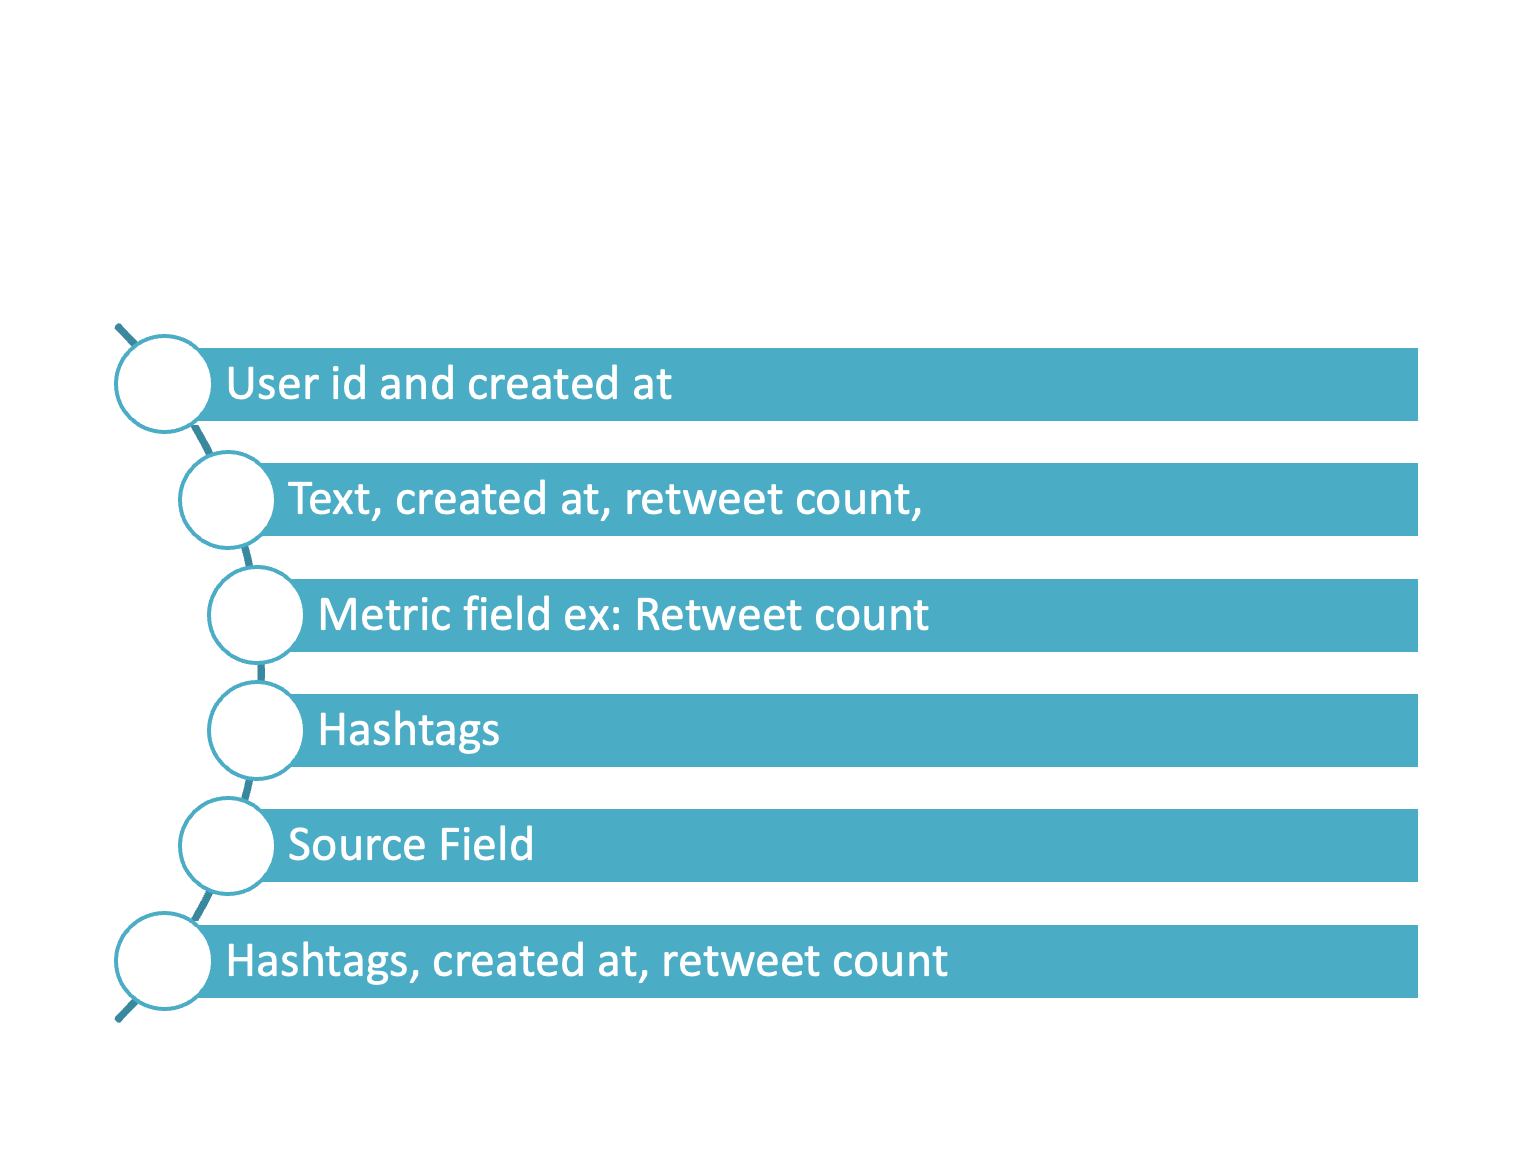 User id and created at
Text, created at, retweet count,
Metric field ex: Retweet count
Hashtags
Source Field
Hashtags, created at, retweet count